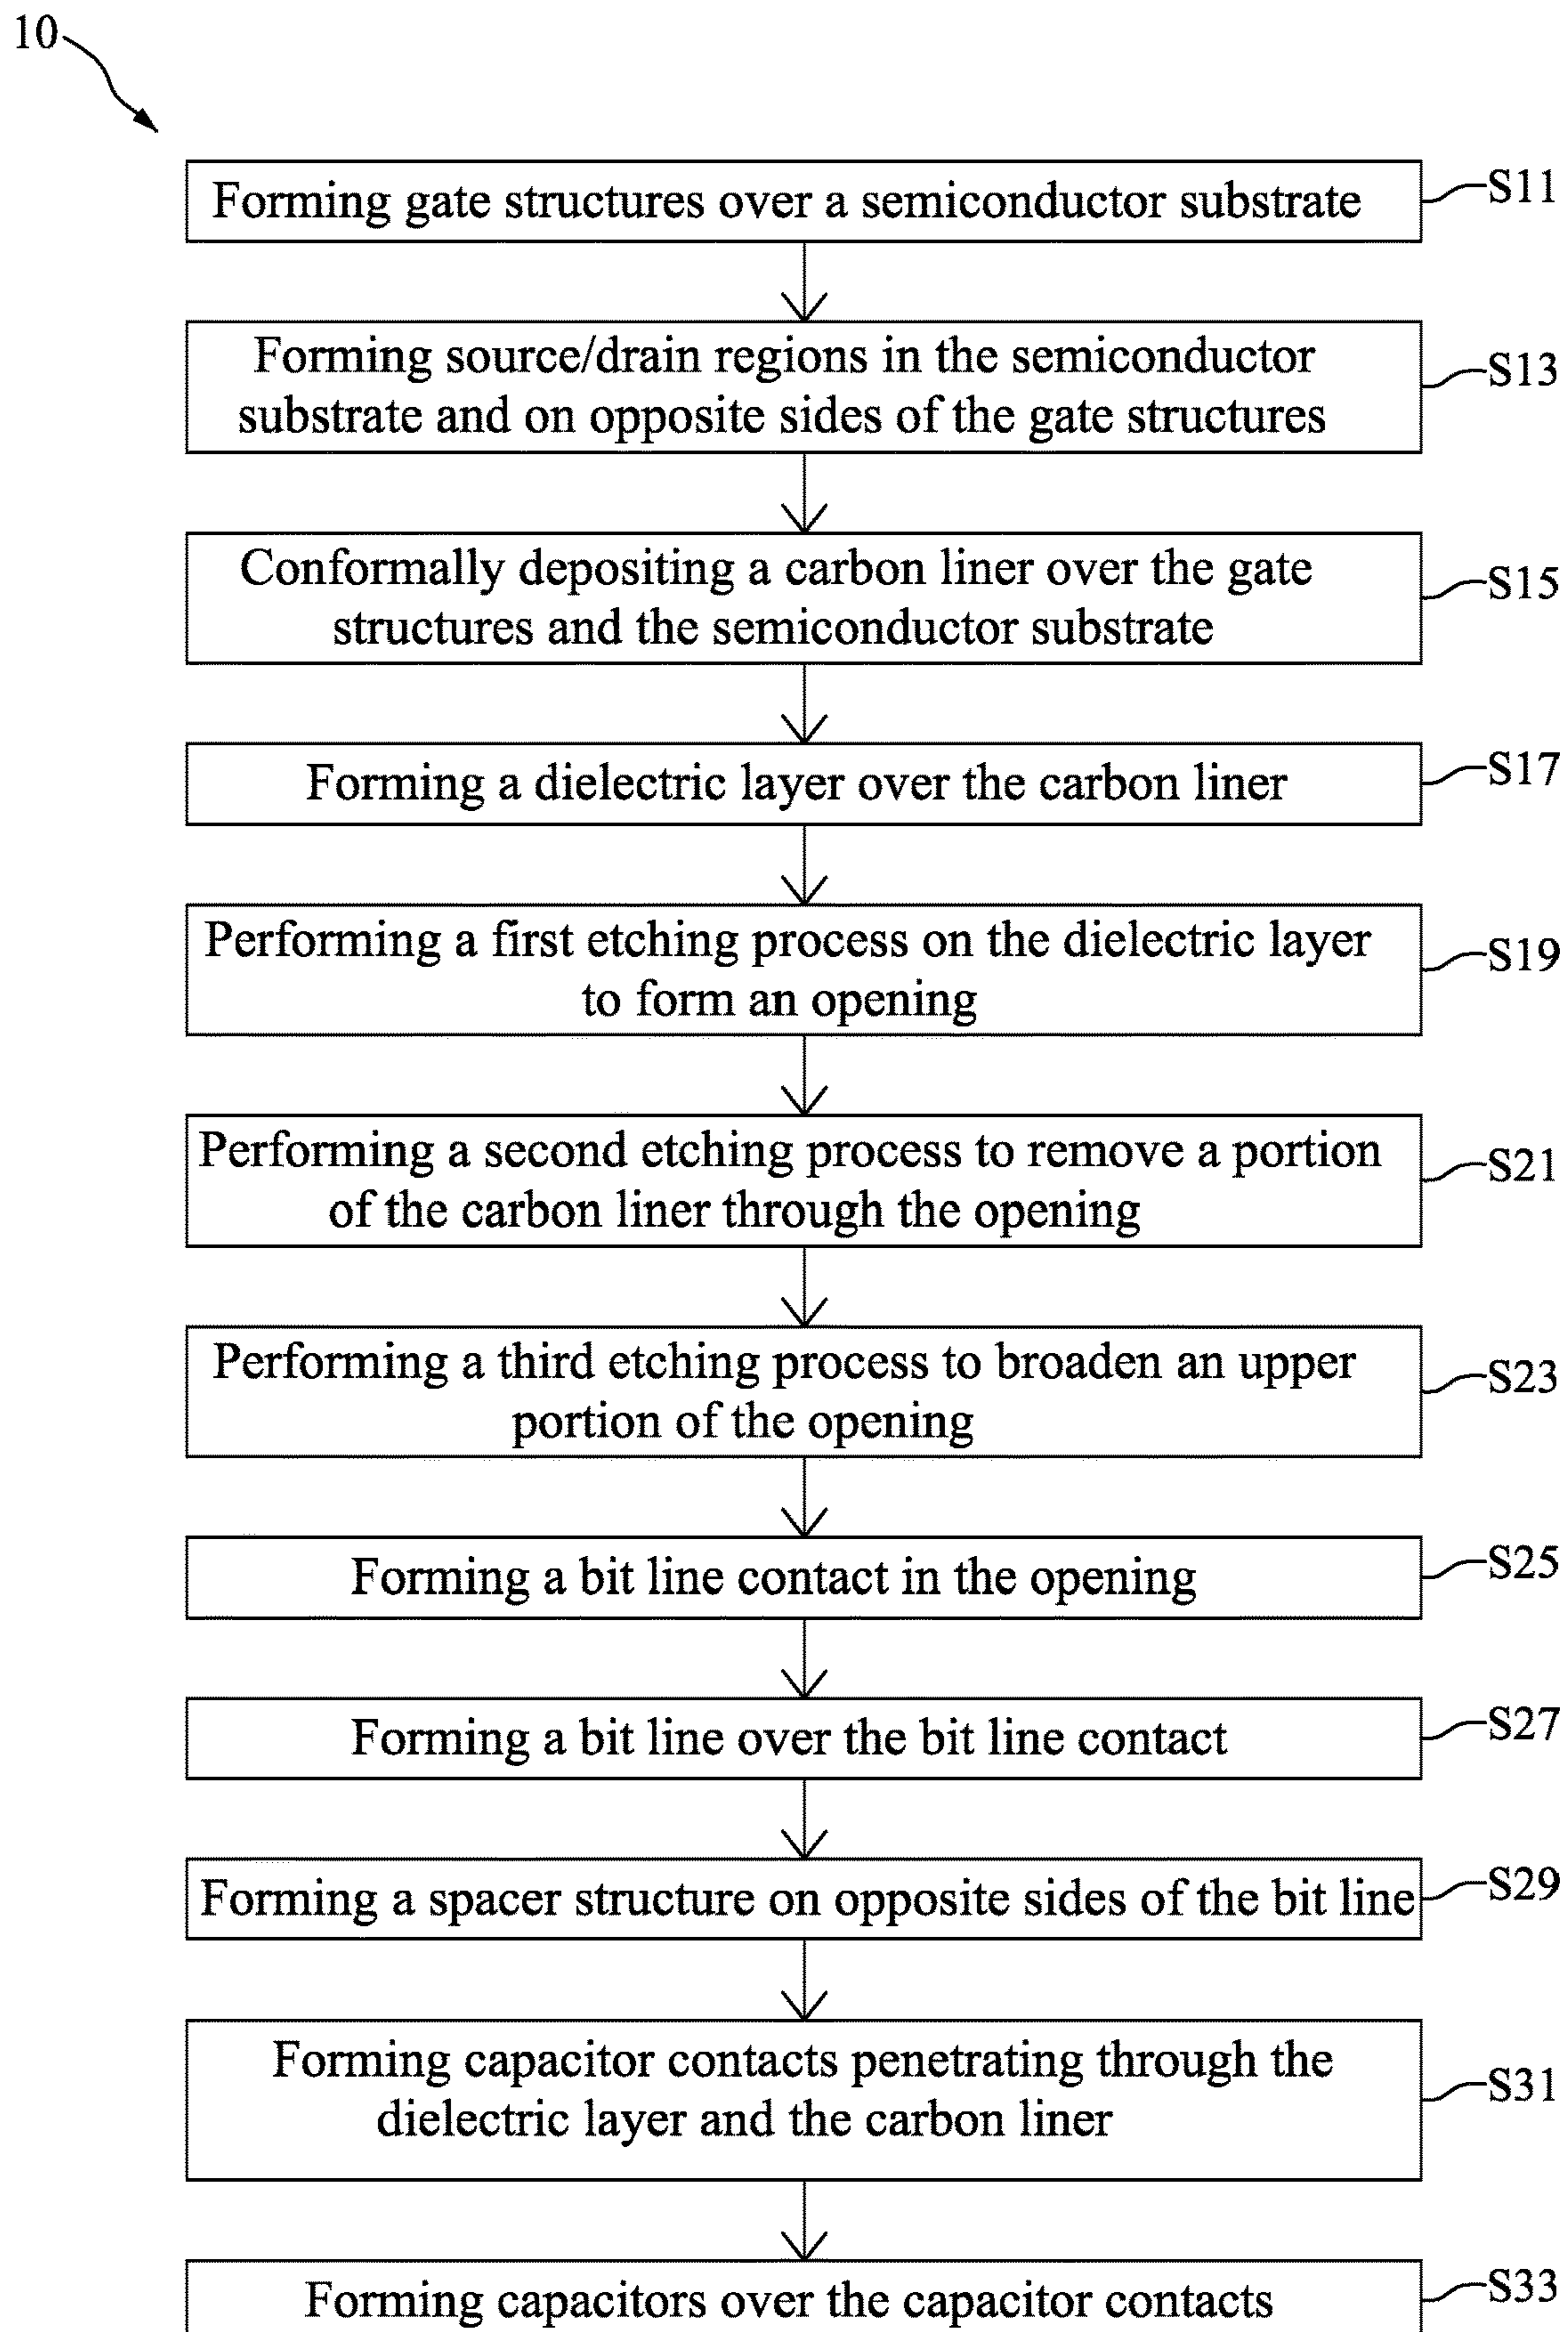 10
Forming gate structures over a semiconductor substrate
S11
Forming source/drain regions in the semiconductor
substrate and on opposite sides of the gate structures
S13
Conformally depositing a carbon liner over the gate
structures and the semiconductor substrate
S15
Forming a dielectric layer over the carbon liner
S17
Performing a first etching process on the dielectric layer
to form an opening
S19
Performing a second etching process to remove a portion
of the carbon liner through the opening
S21
Performing a third etching process to broaden an upper
portion of the opening
S23
Forming a bit line contact in the opening
S25
Forming a bit line over the bit line contact
S27
Forming a spacer structure on opposite sides of the bit line
S29
Forming capacitor contacts penetrating through the
dielectric layer and the carbon liner
S31
Forming capacitors over the capacitor contacts
S33